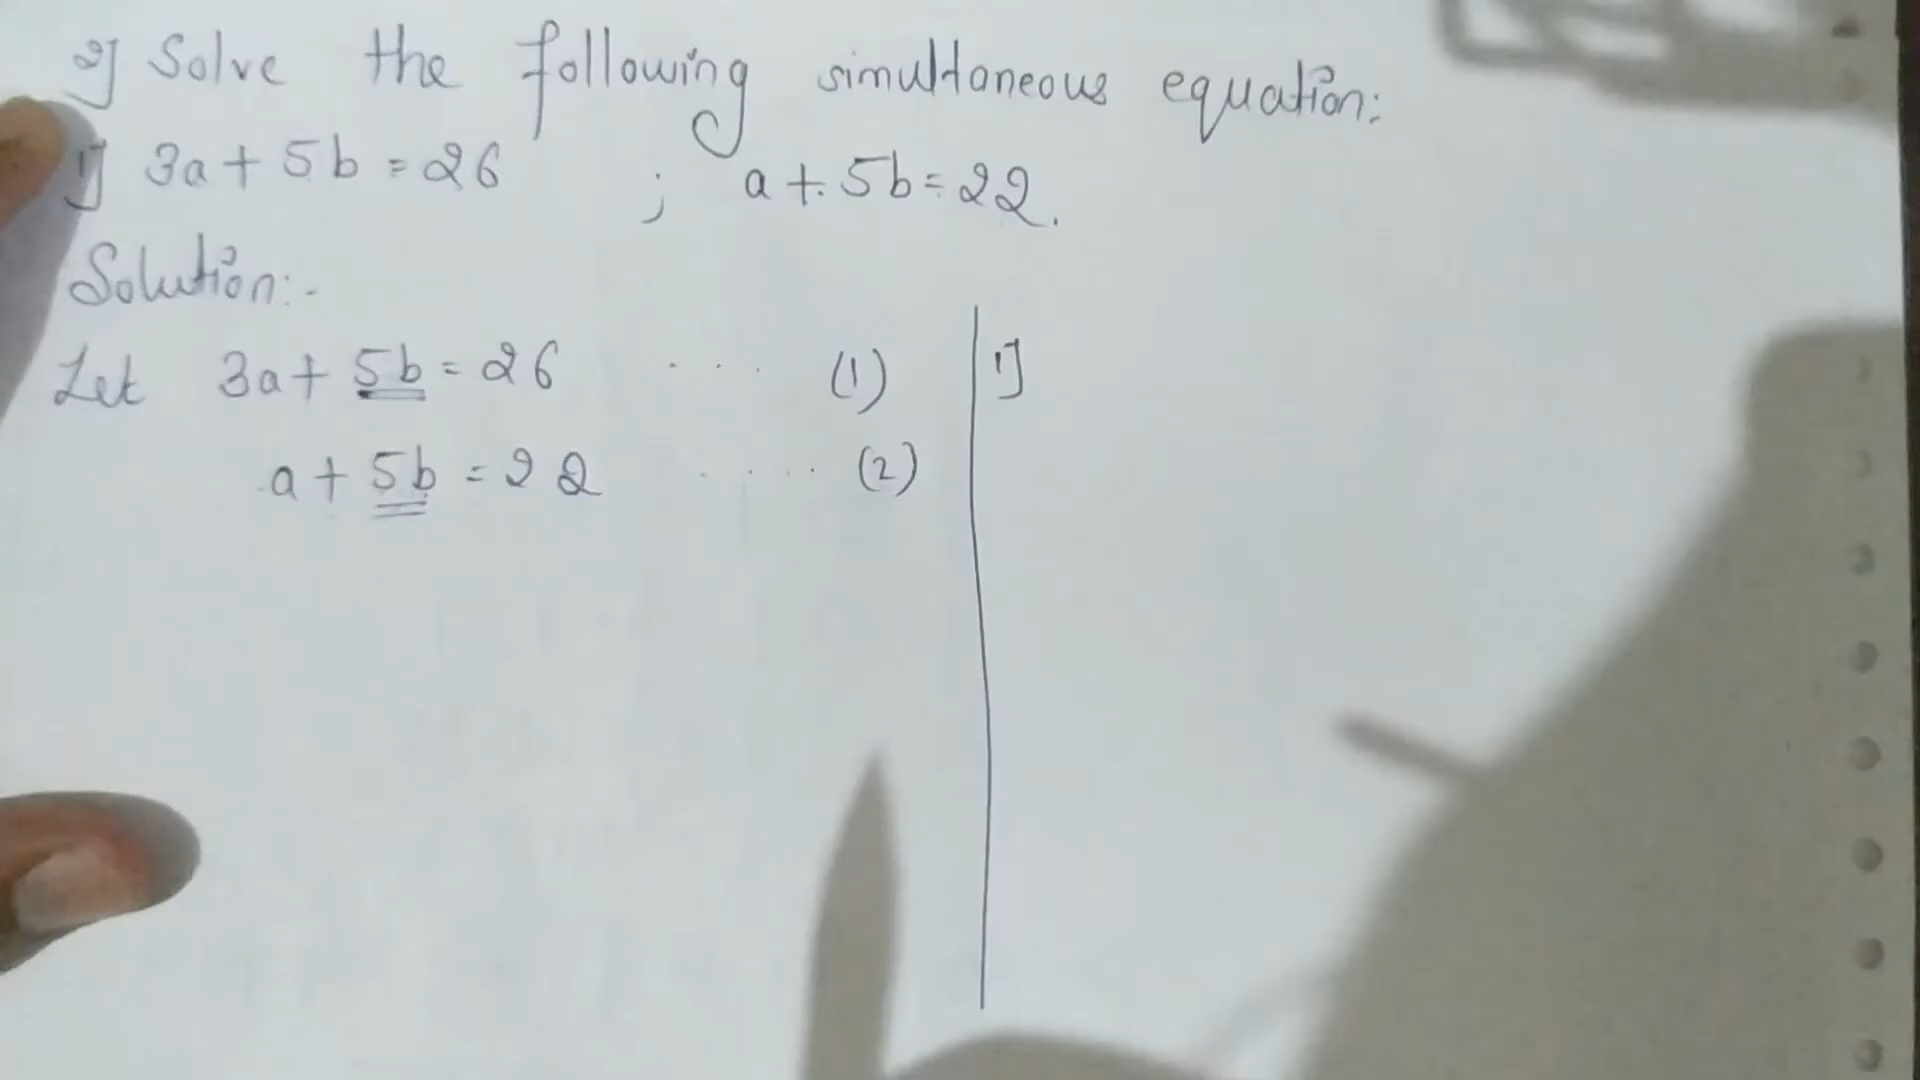 2] Solve the following simultaneous equation:
1] 3a + 5b = 26 ; a + 5b = 22.
Solution:-
Let 3a + 5b = 26 ... (1)
a + 5b = 22 .... (2)
1]